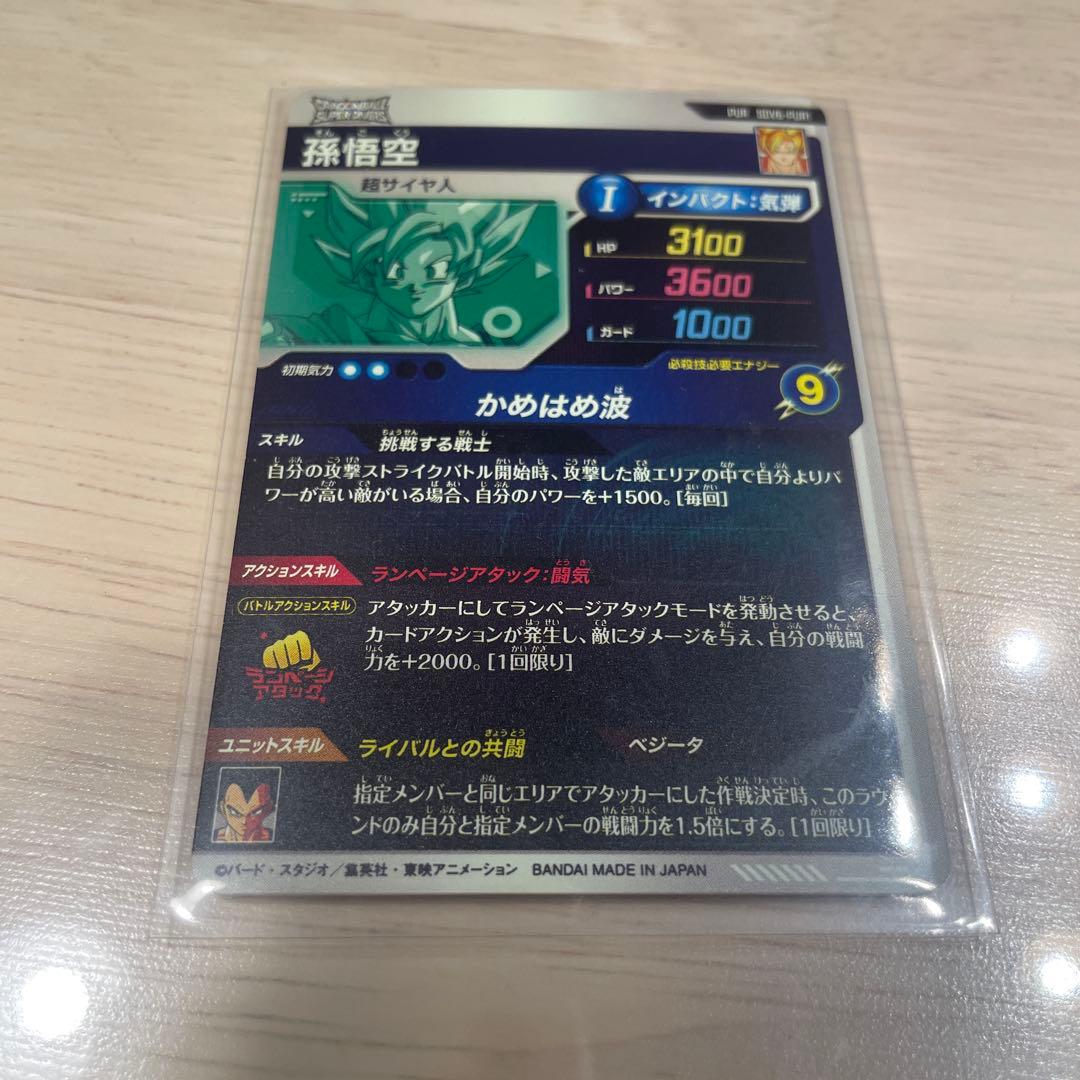 孫悟空
超サイヤ人
I インパクト:気弾
HP 3100
パワー 3600
ガード 1000
初期気力
必殺技必要エナジー 9
かめはめ波
スキル 挑戦する戦士
自分の攻撃ストライクバトル開始時、攻撃した敵エリアの中で自分よりパ
ワーが高い敵がいる場合、自分のパワーを+1500。[毎回]
アクションスキル ランページアタック:闘気
バトルアクションスキル
アタッカーにしてランページアタックモードを発動させると、
カードアクションが発生し、敵にダメージを与え、自分の戦闘
力を+2000。[1回限り]
ランページ
アタック
ユニットスキル ライバルとの共闘 ベジータ
指定メンバーと同じエリアでアタッカーにした作戦決定時、このラウ
ンドのみ自分と指定メンバーの戦闘力を1.5倍にする。[1回限り]
©バード・スタジオ/集英社・東映アニメーション BANDAI MADE IN JAPAN